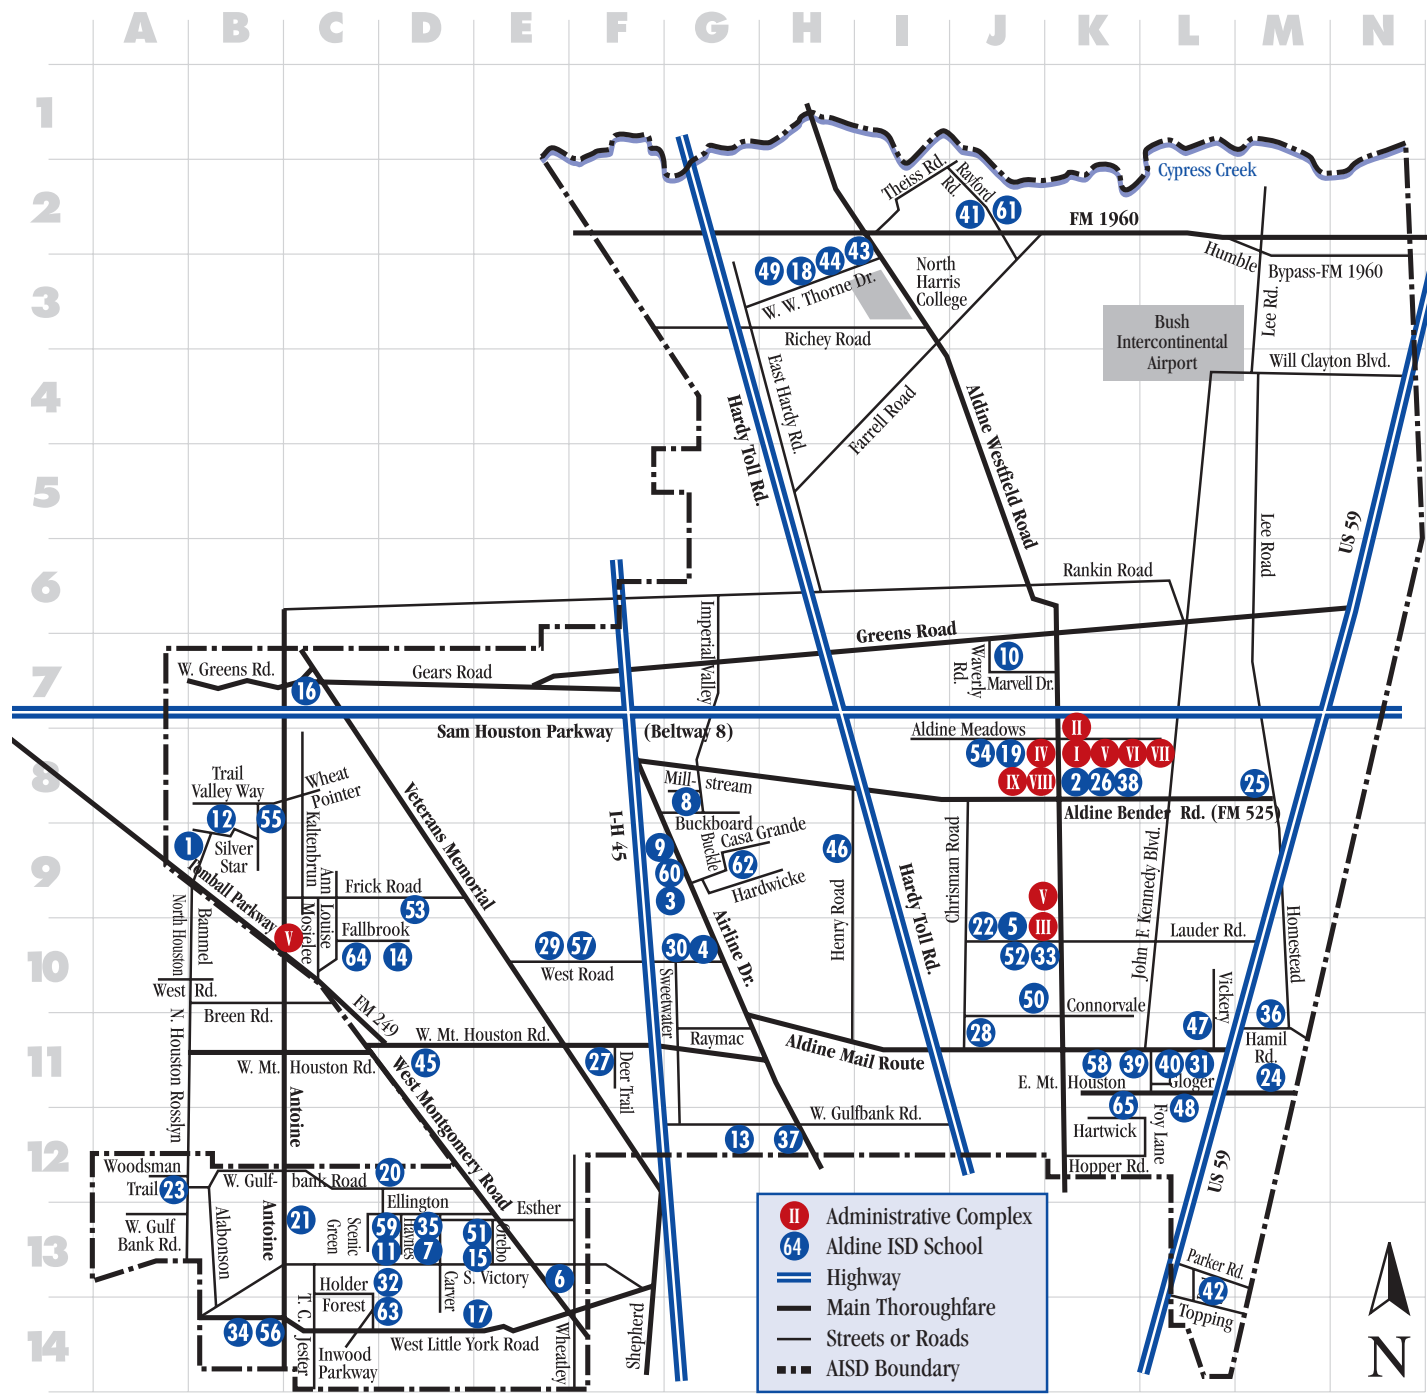 A B C D E F G H I J K L M N
1
Cypress Creek
2
Theiss Rd.
Rayford
Rd.
41
61
FM 1960
49
18
44
43
W. W. Thorne Dr.
North
Harris
College
Humble
Bypass-FM 1960
3
Lee Rd.
Bush
Intercontinental
Airport
Richey Road
Will Clayton Blvd.
4
East Hardy Rd.
Hardy Toll Rd.
Farrell Road
Aldine Westfield Road
5
Lee Road
US 59
6
Rankin Road
Imperial Valley
Greens Road
7
W. Greens Rd.
Gears Road
16
Waverly
Rd.
10
Marvell Dr.
Sam Houston Parkway
(Beltway 8)
Aldine Meadows
II
54
19
IV
I
V
VI
VII
IX
VIII
2
26
38
25
8
Trail
Valley Way
Wheat
Pointer
Mill-
stream
8
Aldine Bender Rd. (FM 525)
12
55
Veterans Memorial
I-H 45
Buckboard
Buckle
Casa Grande
1
Silver
Star
Kaltenbrun
9
62
46
9
60
Hardwicke
3
Tomball Parkway
Ann
Louise
Mosielee
Frick Road
53
Henry Road
Hardy Toll Rd.
Chrisman Road
John F. Kennedy Blvd.
V
North Houston
Bammel
V
Fallbrook
Airline Dr.
22
5
III
Lauder Rd.
Homestead
64
14
29
57
30
4
52
33
10
West Road
West Rd.
Sweetwater
50
Connorvale
Vickery
Breen Rd.
FM 249
N. Houston Rosslyn
W. Mt. Houston Rd.
Raymac
Aldine Mail Route
28
47
36
Hamil
Rd.
11
W. Mt. Houston Rd.
45
27
Deer Trail
58
39
40
31
24
E. Mt. Houston
Gloger
Antoine
West Montgomery Road
W. Gulfbank Rd.
65
48
13
37
Hartwick
Foy Lane
12
Hopper Rd.
Woodsman
Trail
23
W. Gulf-
bank Road
20
US 59
Ellington
Esther
W. Gulf
Bank Rd.
Alabonson
Antoine
21
Scenic
Green
59
Haynes
35
51
Orebo
13
11
7
15
S. Victory
6
Parker Rd.
Holder
32
Carver
42
Forest
63
17
Topping
T. C. Jester
34
56
West Little York Road
Wheatley
Shepherd
14
Inwood
Parkway
II Administrative Complex
64 Aldine ISD School
Highway
Main Thoroughfare
Streets or Roads
AISD Boundary
N